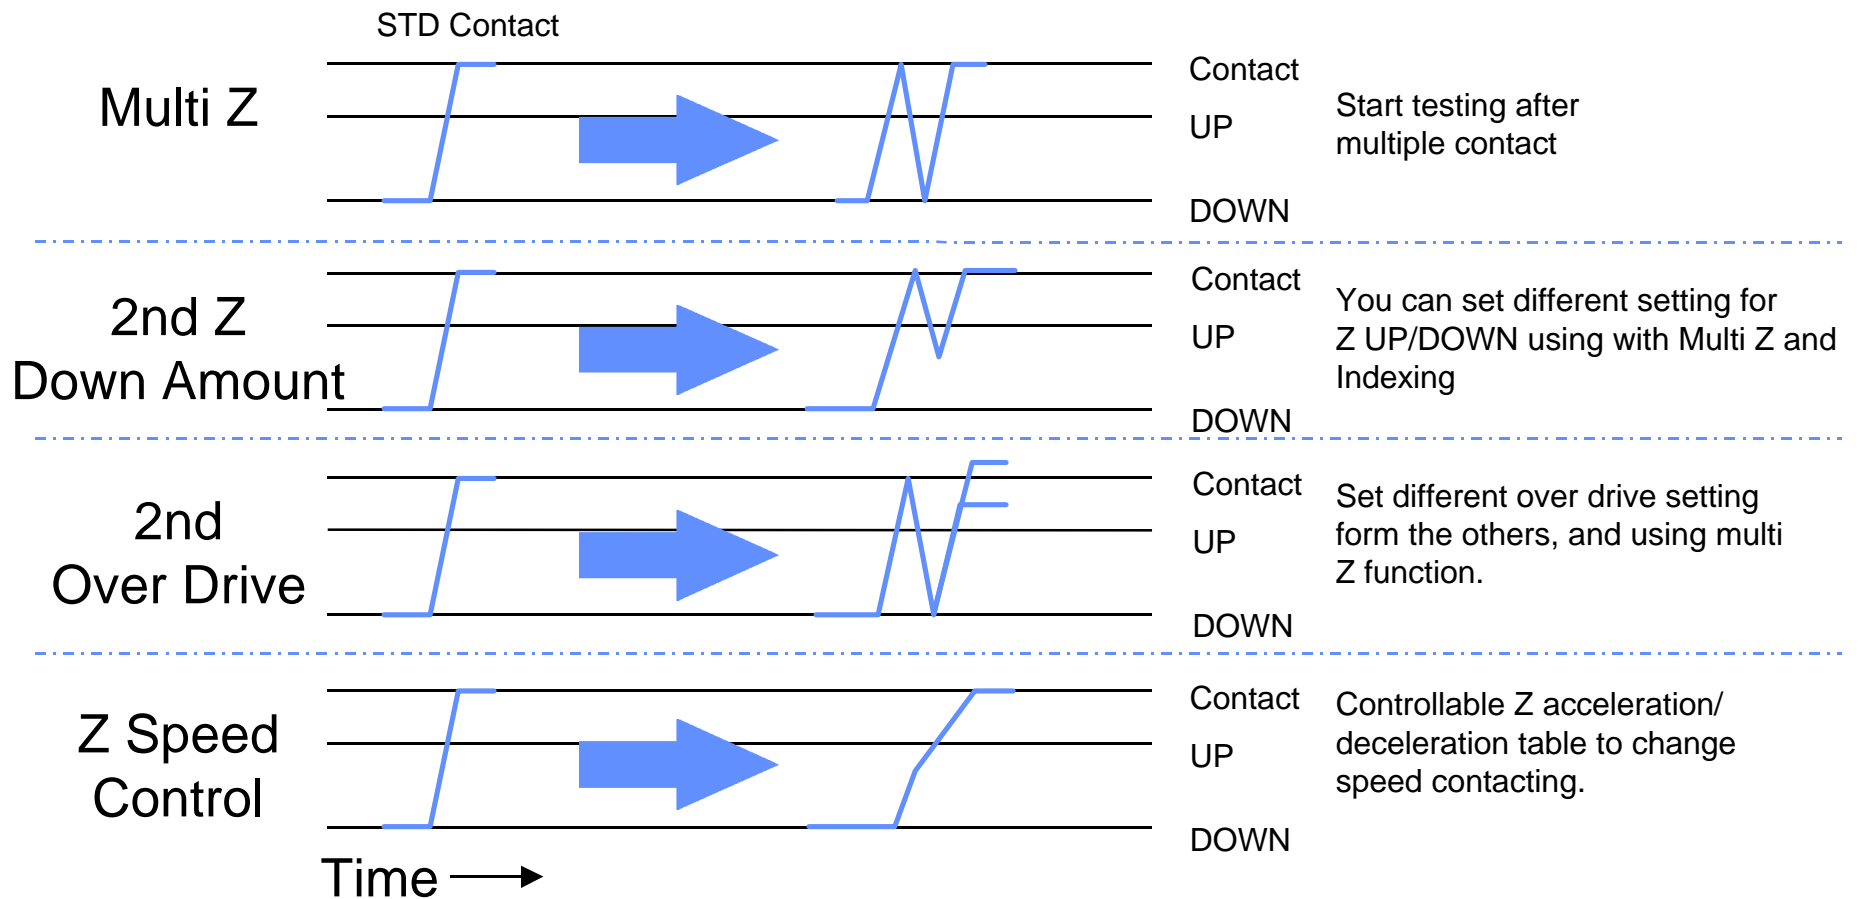 STD Contact
Multi Z
Contact
UP
DOWN
Start testing after
multiple contact
2nd Z
Down Amount
Contact
UP
DOWN
You can set different setting for
Z UP/DOWN using with Multi Z and
Indexing
2nd
Over Drive
Contact
UP
DOWN
Set different over drive setting
form the others, and using multi
Z function.
Z Speed
Control
Contact
UP
DOWN
Controllable Z acceleration/
deceleration table to change
speed contacting.
Time